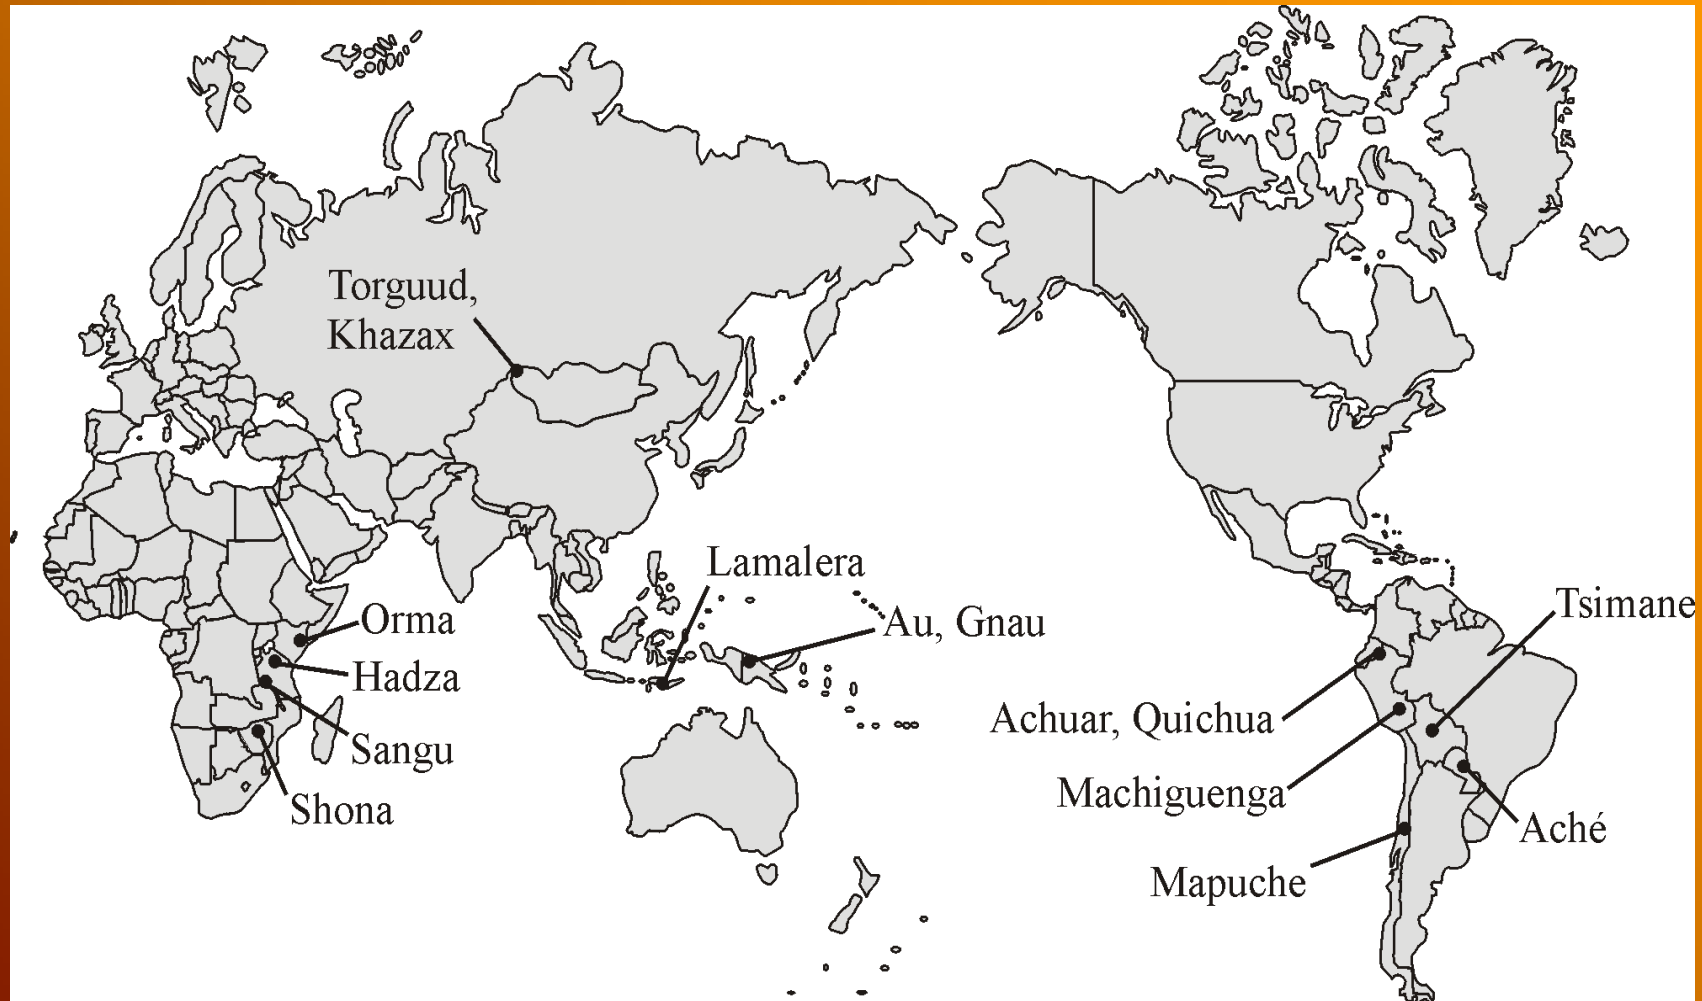 Torguud,
Khazax
Lamalera
Au, Gnau
Tsimane
Orma
Hadza
Sangu
Shona
Achuar, Quichua
Machiguenga
Aché
Mapuche